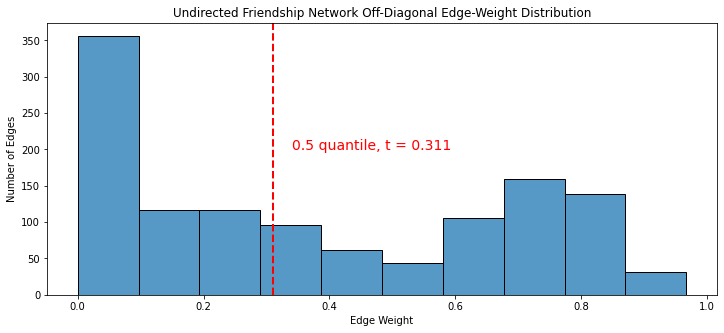 Undirected Friendship Network Off-Diagonal Edge-Weight Distribution
350
300
250
200
150
100
50
0
Number of Edges
0.5 quantile, t = 0.311
0.0 0.2 0.4 0.6 0.8 1.0
Edge Weight